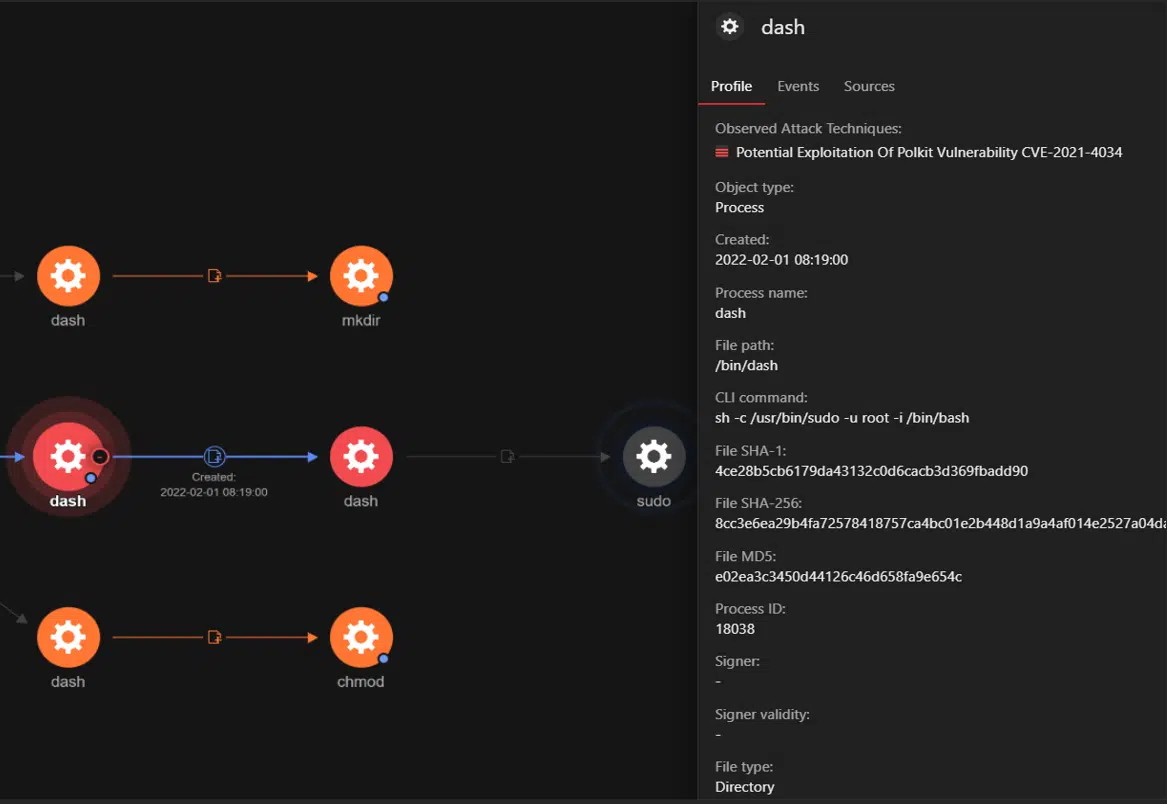 dash
mkdir
dash
Created:
2022-02-01 08:19:00
dash
sudo
dash
chmod
dash
Profile Events Sources
Observed Attack Techniques:
Potential Exploitation Of Polkit Vulnerability CVE-2021-4034
Object type:
Process
Created:
2022-02-01 08:19:00
Process name:
dash
File path:
/bin/dash
CLI command:
sh -c /usr/bin/sudo -u root -i /bin/bash
File SHA-1:
4ce28b5cb6179da43132c0d6cacb3d369fbadd90
File SHA-256:
8cc3e6ea29b4fa72578418757ca4bc01e2b448d1a9a4af014e2527a04da
File MD5:
e02ea3c3450d44126c46d658fa9e654c
Process ID:
18038
Signer:
-
Signer validity:
-
File type:
Directory